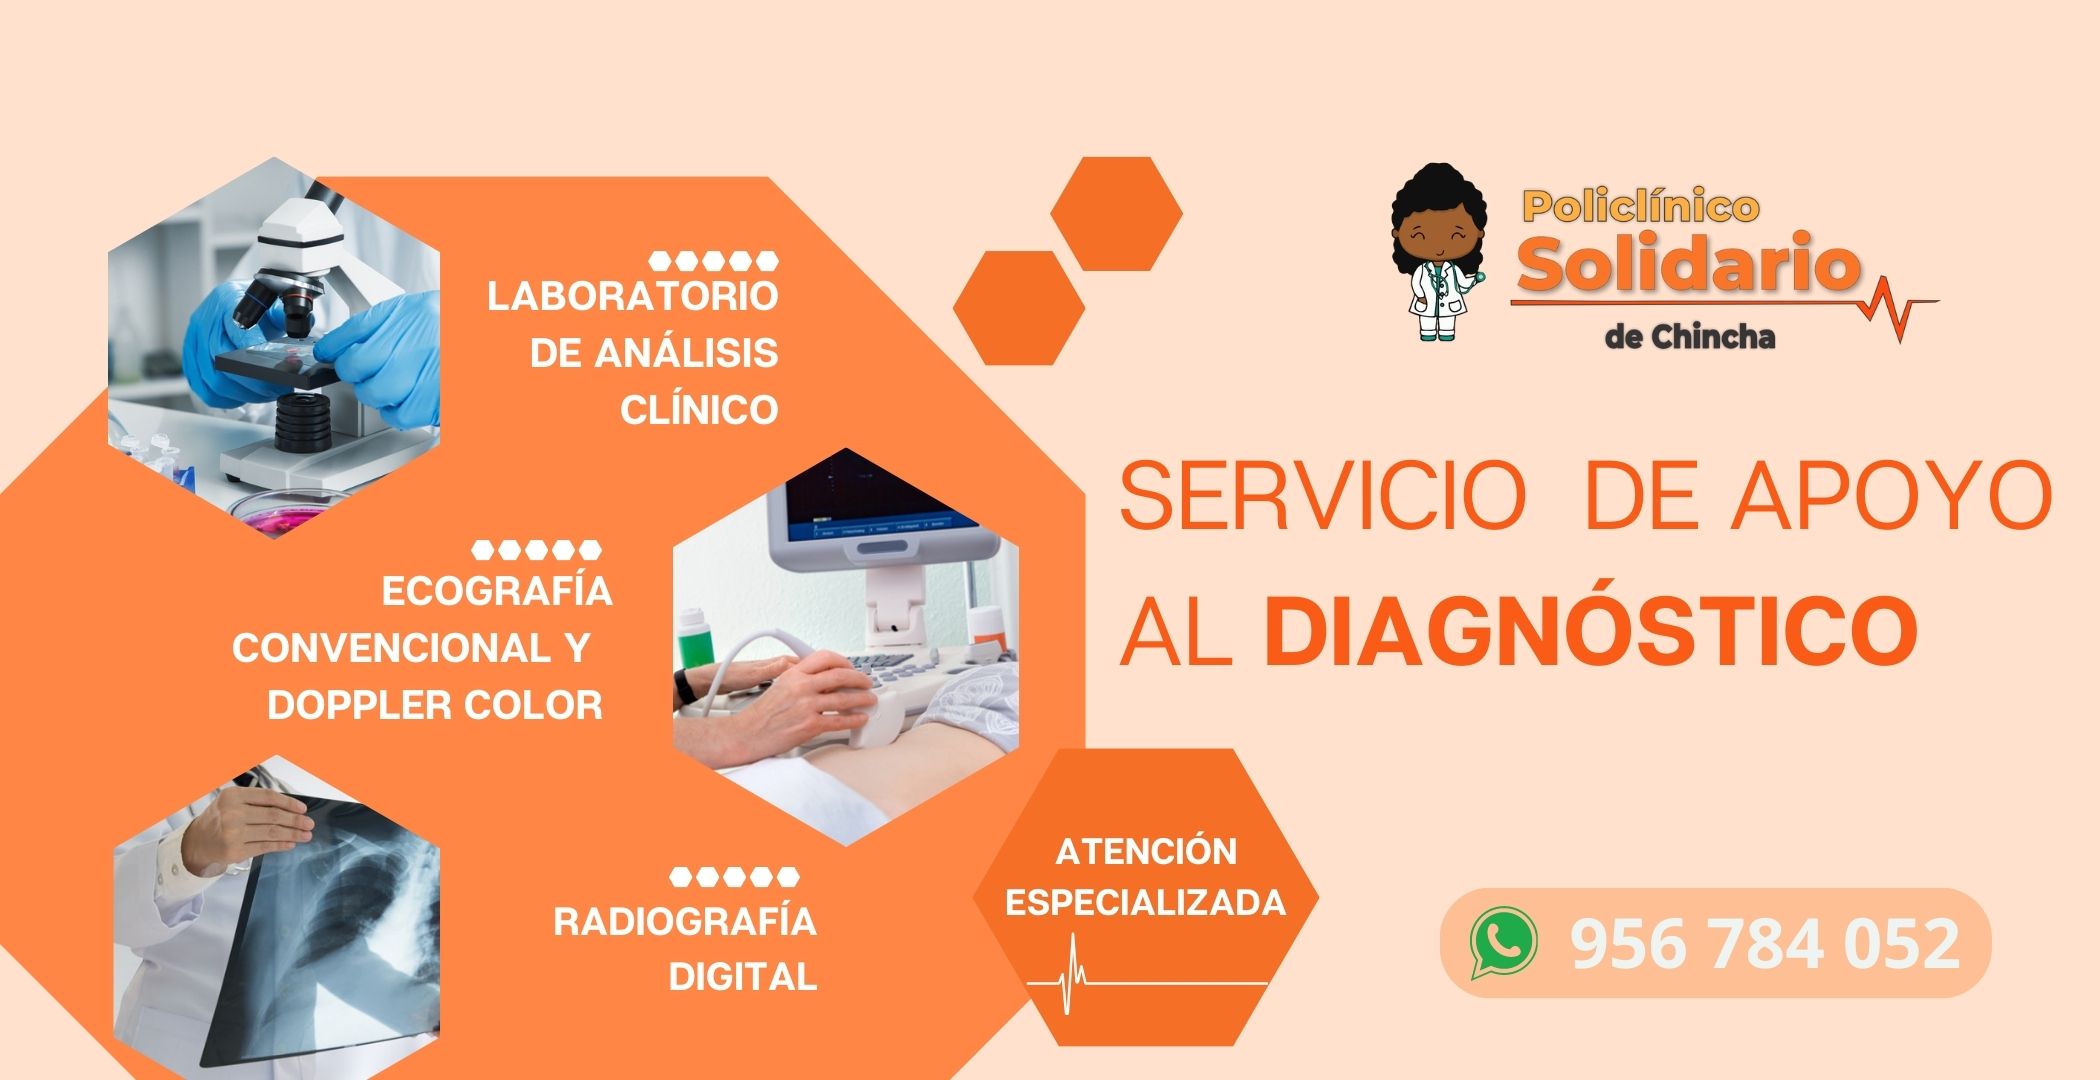 Policlínico
Solidario
de Chincha
LABORATORIO
DE ANÁLISIS
CLÍNICO
ECOGRAFÍA
CONVENCIONAL Y
DOPPLER COLOR
RADIOGRAFÍA
DIGITAL
SERVICIO DE APOYO
AL DIAGNÓSTICO
ATENCIÓN
ESPECIALIZADA
956 784 052